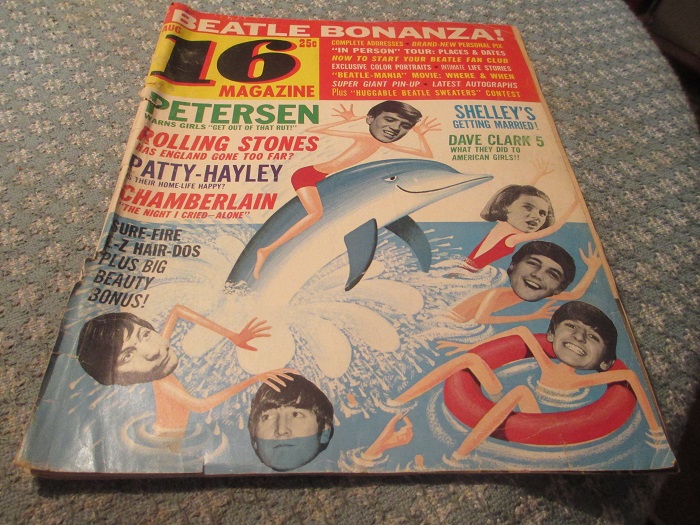 BEATLE BONANZA!
AUG.
16
25c
MAGAZINE
COMPLETE ADDRESSES • BRAND-NEW PERSONAL PIX
"IN PERSON" TOUR: PLACES & DATES
HOW TO START YOUR BEATLE FAN CLUB
EXCLUSIVE COLOR PORTRAITS • INTIMATE LIFE STORIES
"BEATLE-MANIA" MOVIE: WHERE & WHEN
SUPER GIANT PIN-UP • LATEST AUTOGRAPHS
Plus "HUGGABLE BEATLE SWEATERS" CONTEST
PETERSEN
WARNS GIRLS "GET OUT OF THAT RUT!"
ROLLING STONES
HAS ENGLAND GONE TOO FAR?
PATTY-HAYLEY
THEIR HOME-LIFE HAPPY?
CHAMBERLAIN
"THE NIGHT I CRIED—ALONE"
SURE-FIRE
E-Z HAIR-DOS
PLUS BIG
BEAUTY
BONUS!
SHELLEY'S
GETTING MARRIED!
DAVE CLARK 5
WHAT THEY DID TO
AMERICAN GIRLS!!